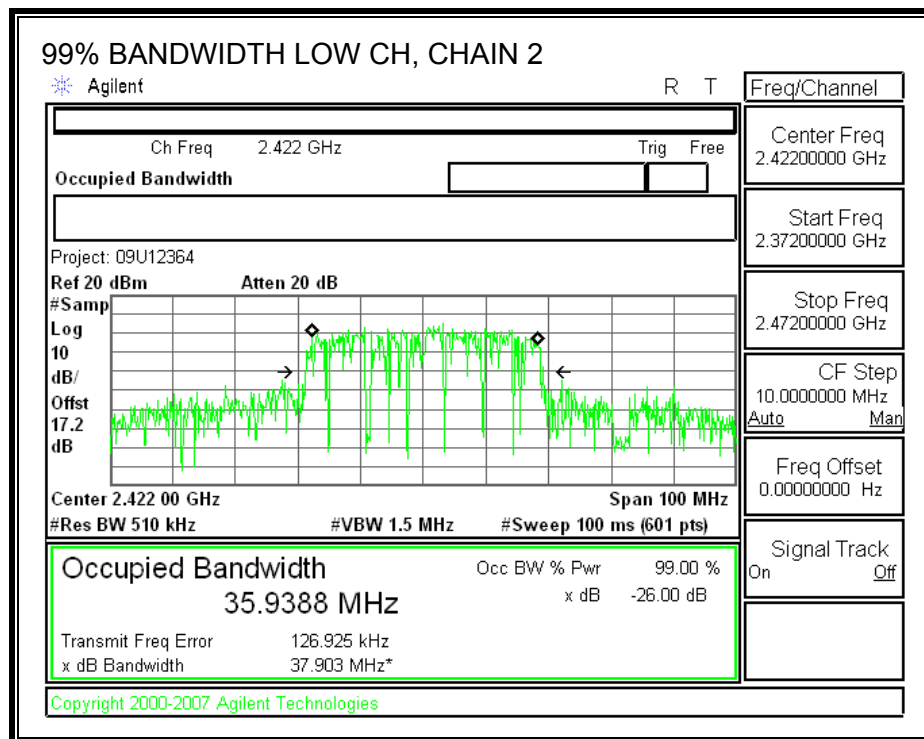 99% BANDWIDTH LOW CH, CHAIN 2
Agilent R T
Freq/Channel
Ch Freq 2.422 GHz Trig Free
Occupied Bandwidth
Center Freq
2.42200000 GHz
Start Freq
2.37200000 GHz
Stop Freq
2.47200000 GHz
CF Step
10.0000000 MHz
Auto Man
Freq Offset
0.00000000 Hz
Signal Track
On Off
Project: 09U12364
Ref 20 dBm Atten 20 dB
#Samp
Log
10
dB/
Offst
17.2
dB
Center 2.422 00 GHz Span 100 MHz
#Res BW 510 kHz #VBW 1.5 MHz #Sweep 100 ms (601 pts)
Occupied Bandwidth
35.9388 MHz
Occ BW % Pwr 99.00 %
x dB -26.00 dB
Transmit Freq Error 126.925 kHz
x dB Bandwidth 37.903 MHz*
Copyright 2000-2007 Agilent Technologies